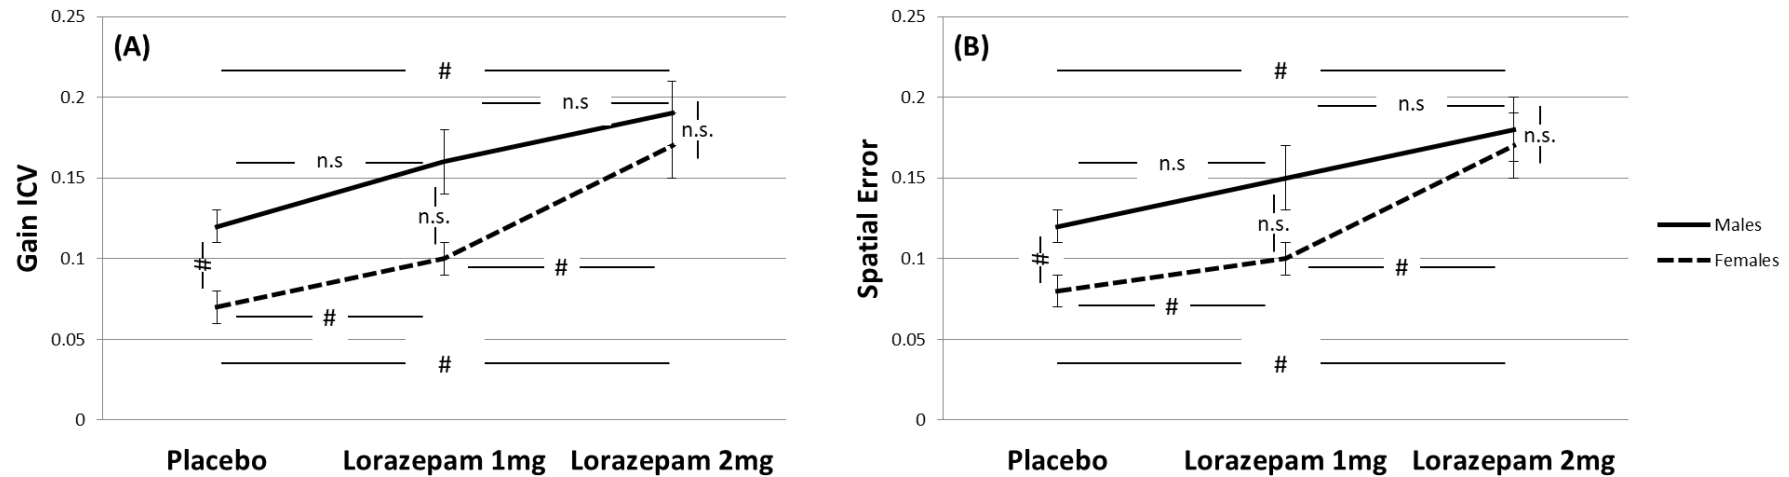 0.25
(A)
#
0.2
n.s
n.s.
n.s
0.15
n.s.
0.1
#
#
#
0.05
#
0
Gain ICV
Placebo
Lorazepam 1mg
Lorazepam 2mg
0.25
(B)
#
0.2
n.s
n.s.
n.s
0.15
n.s.
0.1
#
#
#
0.05
#
0
Spatial Error
Placebo
Lorazepam 1mg
Lorazepam 2mg
Males
Females